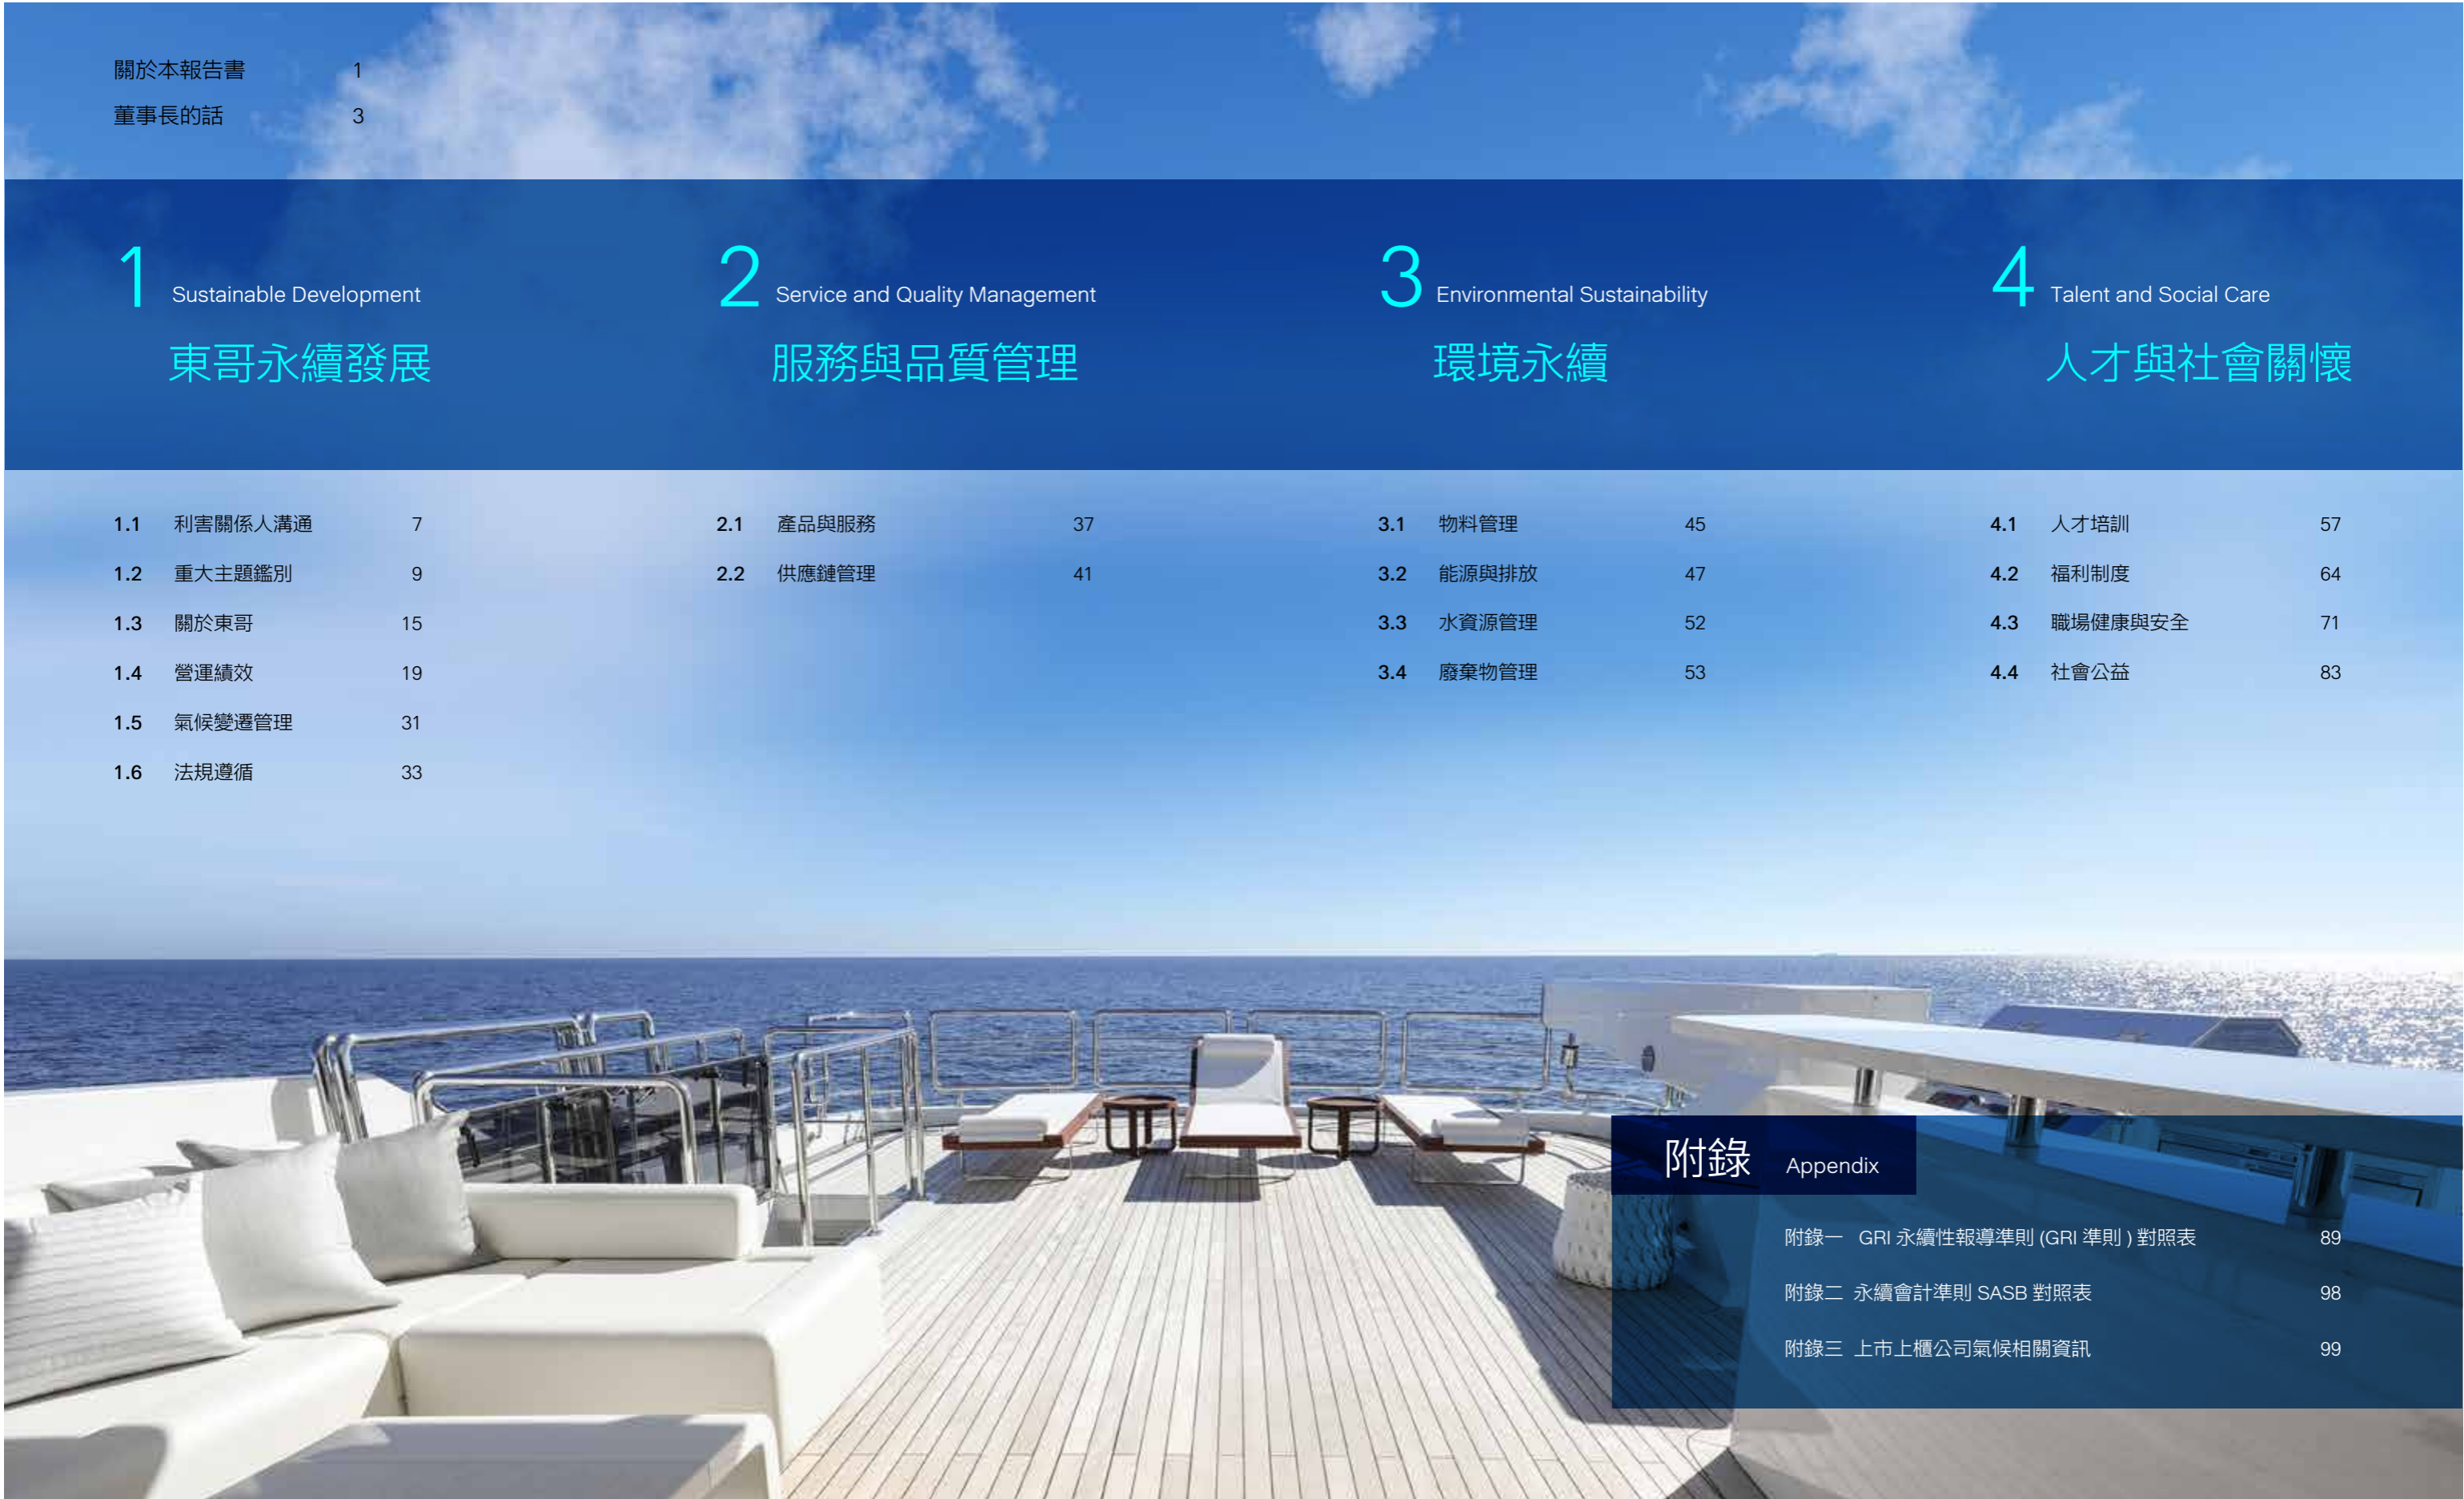 關於本報告書 1
董事長的話 3
1 Sustainable Development
東哥永續發展
1.1 利害關係人溝通 7
1.2 重大主題鑑別 9
1.3 關於東哥 15
1.4 營運績效 19
1.5 氣候變遷管理 31
1.6 法規遵循 33
2 Service and Quality Management
服務與品質管理
2.1 產品與服務 37
2.2 供應鏈管理 41
3 Environmental Sustainability
環境永續
3.1 物料管理 45
3.2 能源與排放 47
3.3 水資源管理 52
3.4 廢棄物管理 53
4 Talent and Social Care
人才與社會關懷
4.1 人才培訓 57
4.2 福利制度 64
4.3 職場健康與安全 71
4.4 社會公益 83
附錄 Appendix
附錄一 GRI 永續性報導準則 (GRI 準則 ) 對照表 89
附錄二 永續會計準則 SASB 對照表 98
附錄三 上市上櫃公司氣候相關資訊 99